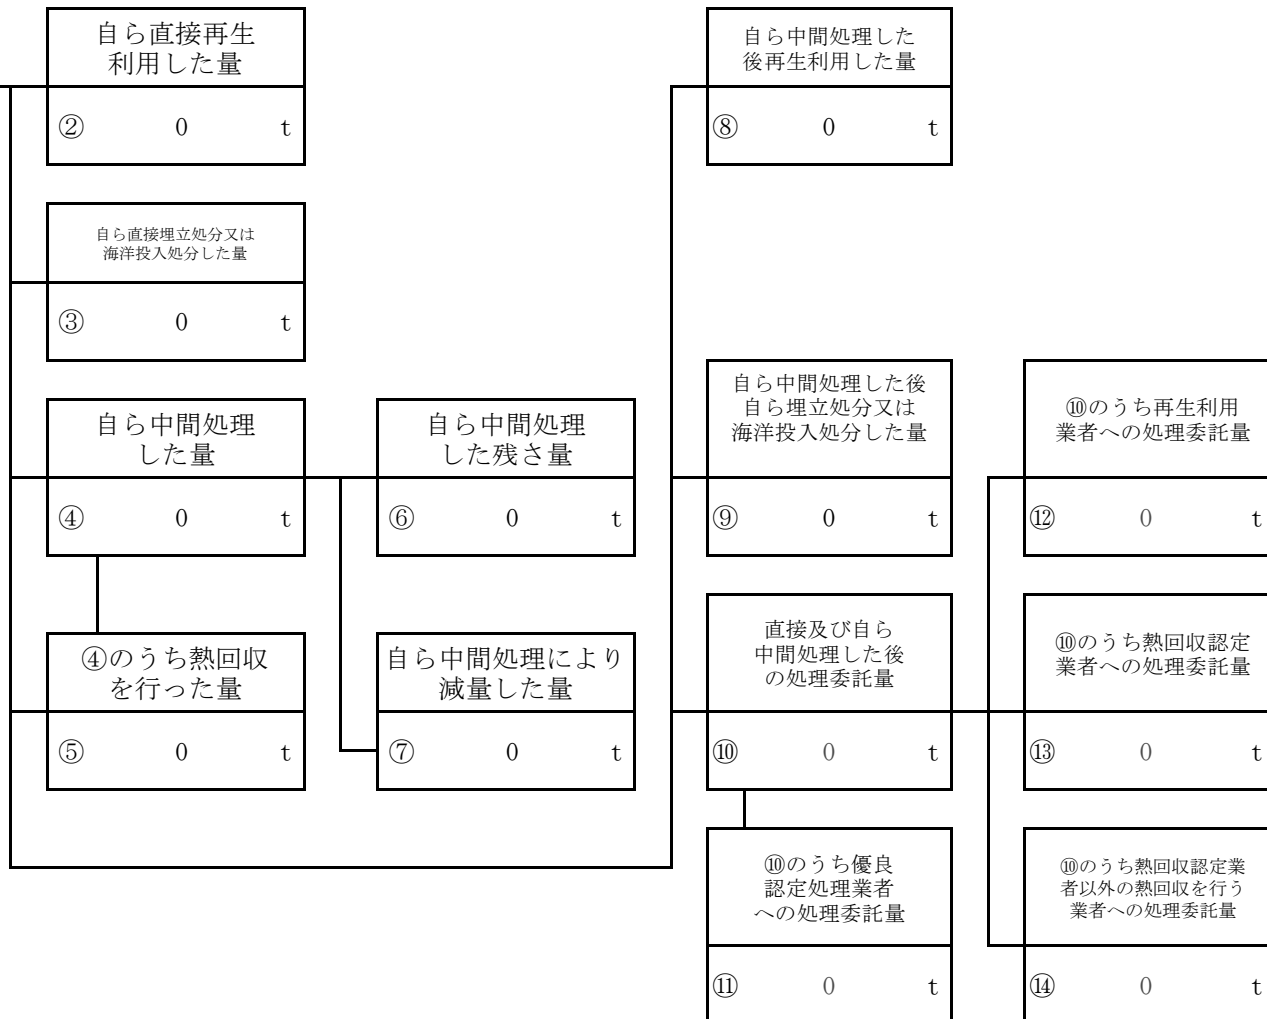 自ら直接再生
利用した量
② 0 t
自ら直接埋立処分又は
海洋投入処分した量
③ 0 t
自ら中間処理
した量
④ 0 t
④のうち熱回収
を行った量
⑤ 0 t
自ら中間処理
した残さ量
⑥ 0 t
自ら中間処理により
減量した量
⑦ 0 t
自ら中間処理した
後再生利用した量
⑧ 0 t
自ら中間処理した後
自ら埋立処分又は
海洋投入処分した量
⑨ 0 t
直接及び自ら
中間処理した後
の処理委託量
⑩ 0 t
⑩のうち優良
認定処理業者
への処理委託量
⑪ 0 t
⑩のうち再生利用
業者への処理委託量
⑫ 0 t
⑩のうち熱回収認定
業者への処理委託量
⑬ 0 t
⑩のうち熱回収認定業
者以外の熱回収を行う
業者への処理委託量
⑭ 0 t